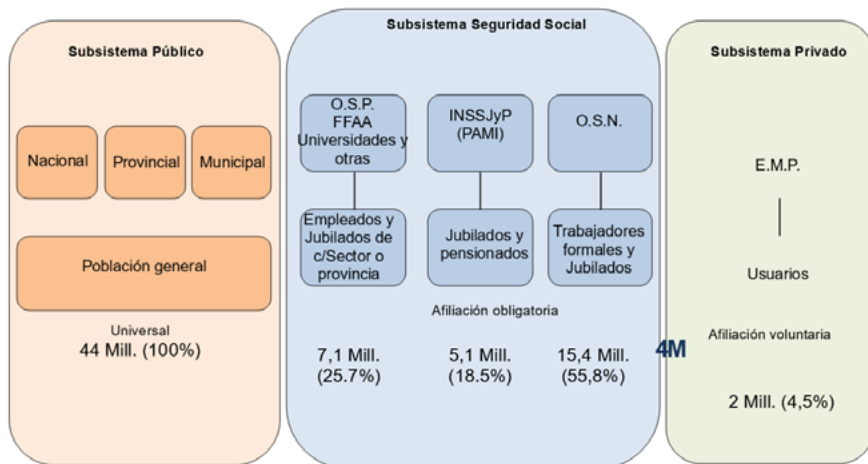 Subsistema Público
Nacional
Provincial
Municipal
Población general
Universal
44 Mill. (100%)
Subsistema Seguridad Social
O.S.P.
FFAA
Universidades y
otras
INSSJyP
(PAMI)
O.S.N.
Empleados y
Jubilados de
c/Sector o
provincia
Jubilados y
pensionados
Trabajadores
formales y
Jubilados
Afiliación obligatoria
7,1 Mill.
(25.7%)
5,1 Mill.
(18.5%)
15,4 Mill.
(55,8%)
4M
Subsistema Privado
E.M.P.
Usuarios
Afiliación voluntaria
2 Mill. (4,5%)